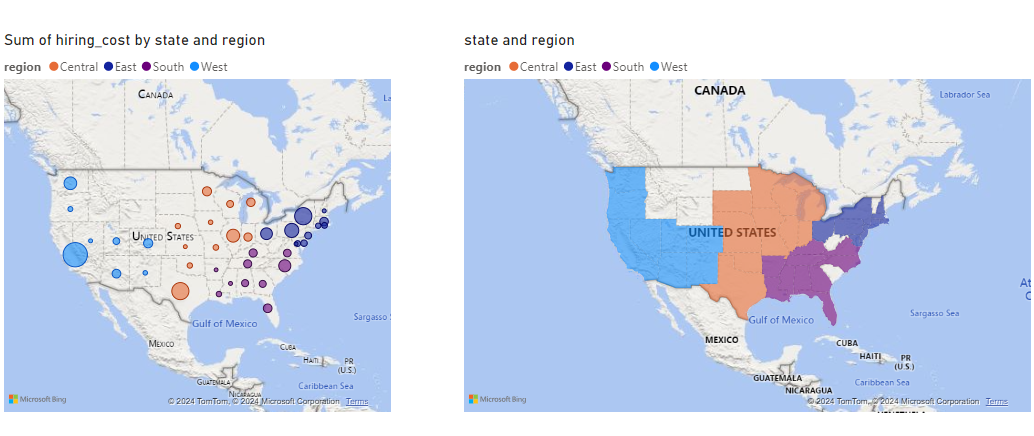 Sum of hiring_cost by state and region
region Central East South West
CANADA
La
UNITED STATES
Gulf of Mexico
Sargasso S
MEXICO
CUBA
HAITI
PR
(U.S.)
GUATEMALA
Caribbean Sea
NICARAGUA
Microsoft Bing
© 2024 TomTom, © 2024 Microsoft Corporation Terms
state and region
region Central East South West
CANADA
Labrador Sea
UNITED STATES
At
Gulf of Mexico
Sargasso Sea
MEXICO
CUBA
HAITI
PR
(U.S.)
GUATEMALA
Caribbean Sea
NICARAGUA
Microsoft Bing
© 2024 TomTom, © 2024 Microsoft Corporation Terms